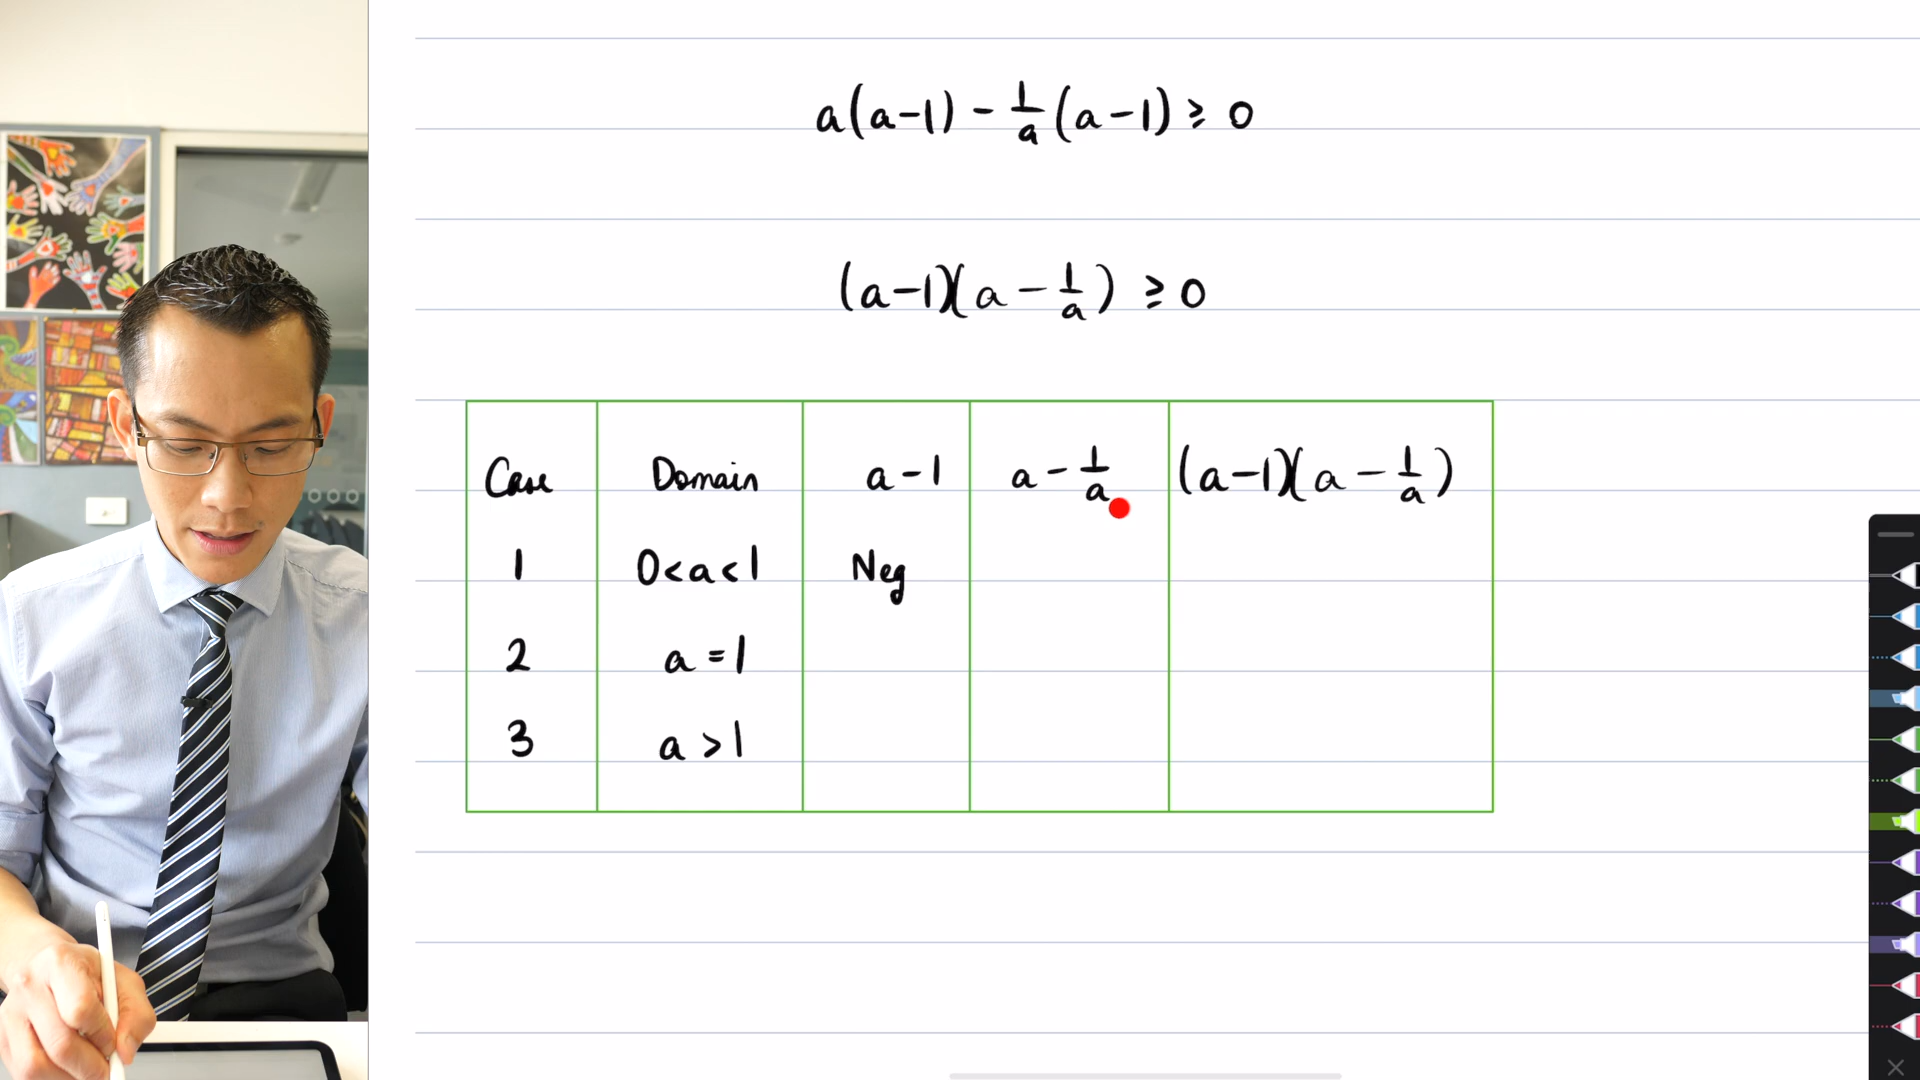 a(a-1) - 1/a (a-1) ≥ 0
(a-1)(a - 1/a) ≥ 0
Case Domain a-1 a - 1/a (a-1)(a - 1/a)
1 0<a<1 Neg
2 a=1
3 a>1